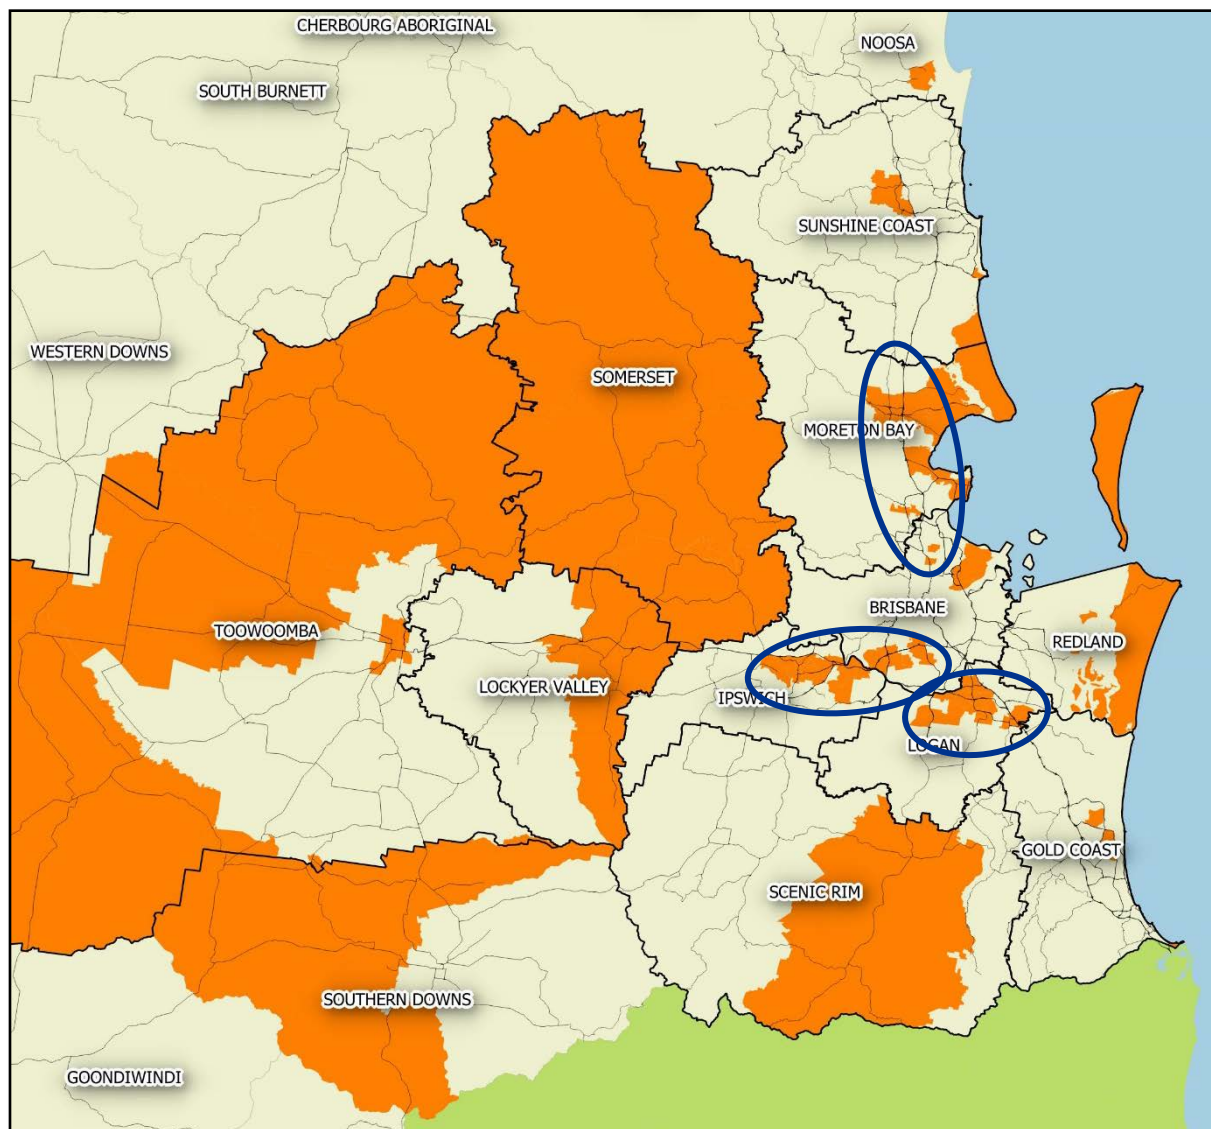 CHERBOURG ABORIGINAL
NOOSA
SOUTH BURNETT
SUNSHINE COAST
WESTERN DOWNS
SOMERSET
MORETON BAY
BRISBANE
TOOWOOMBA
REDLAND
LOCKYER VALLEY
IPSWICH
LOGAN
GOLD COAST
SCENIC RIM
SOUTHERN DOWNS
GOONDIWINDI